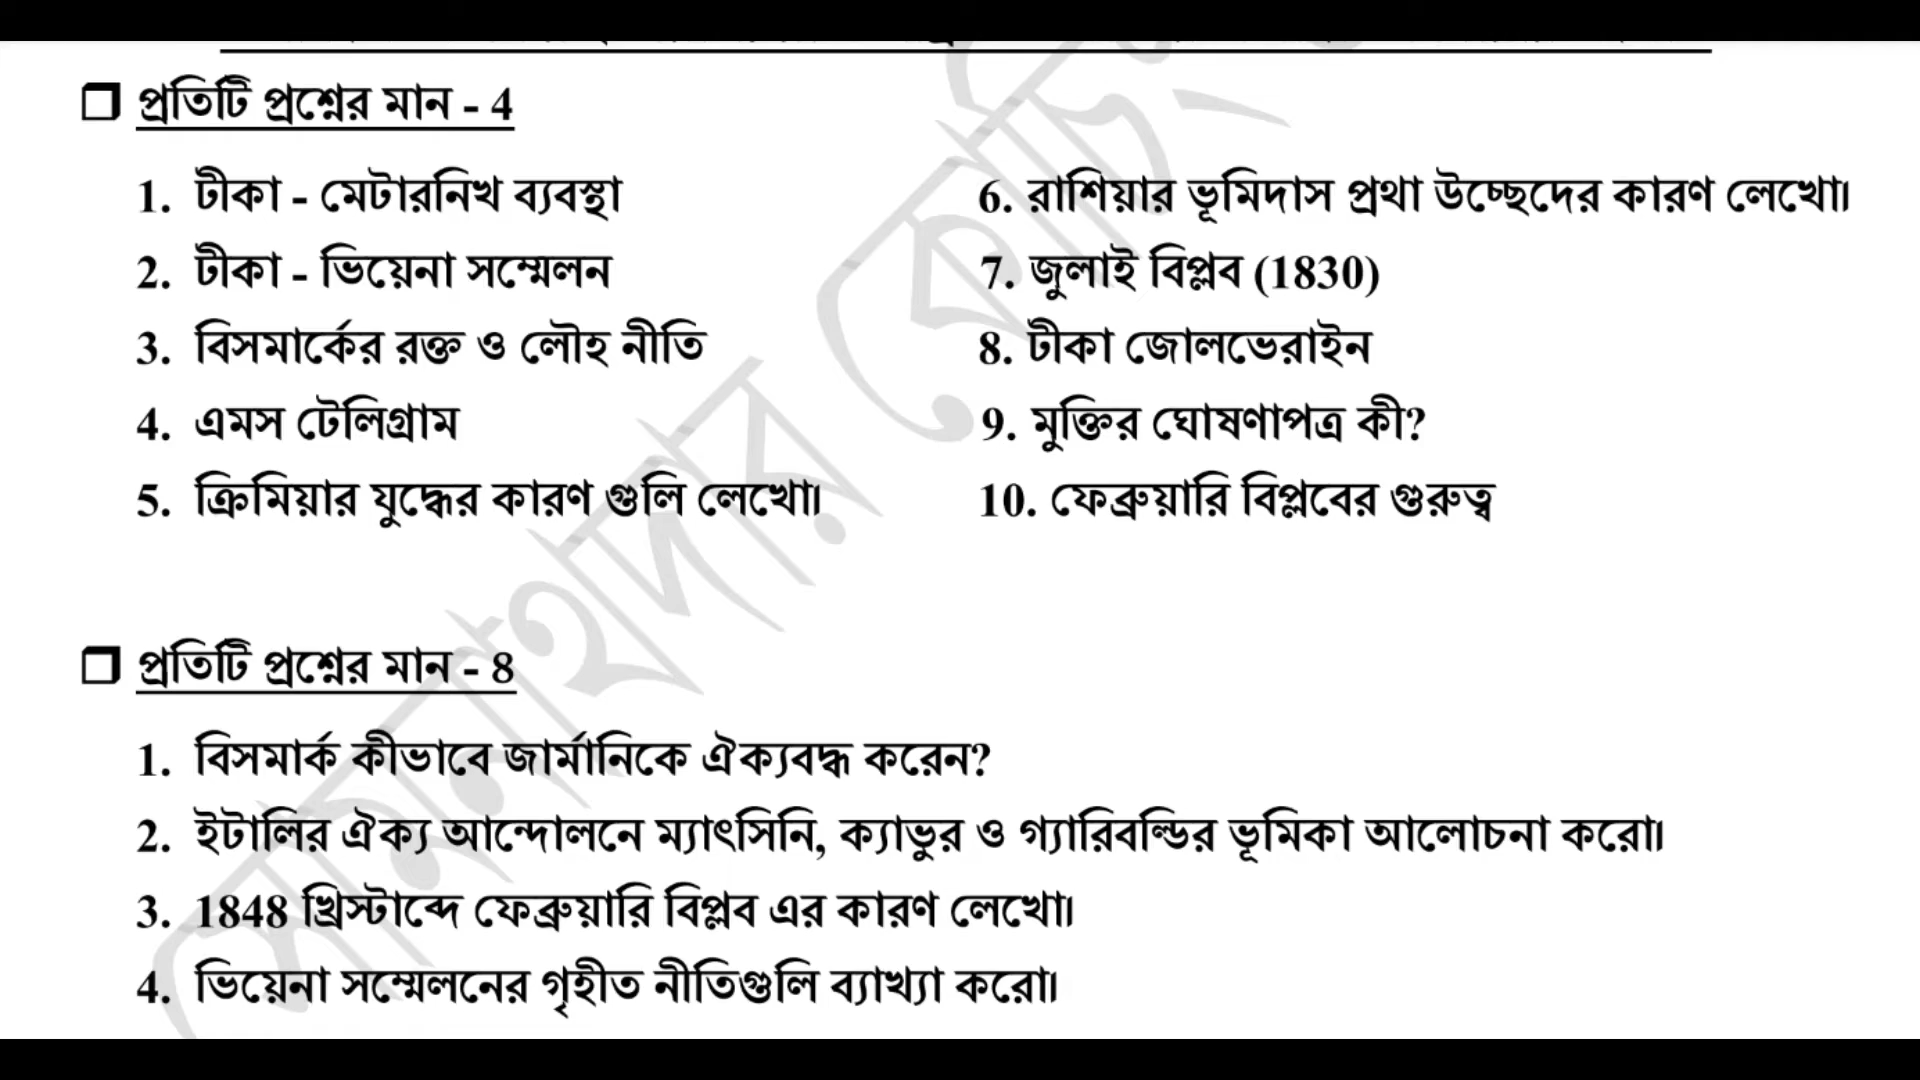 প্রতিটি প্রশ্নের মান - 4
1. টীকা - মেটারনিখ ব্যবস্থা
2. টীকা - ভিয়েনা সম্মেলন
3. বিসমার্কের রক্ত ও লৌহ নীতি
4. এমস টেলিগ্রাম
5. ক্রিমিয়ার যুদ্ধের কারণ গুলি লেখো।
6. রাশিয়ার ভূমিদাস প্রথা উচ্ছেদের কারণ লেখো।
7. জুলাই বিপ্লব (1830)
8. টীকা জোলভেরাইন
9. মুক্তির ঘোষণাপত্র কী?
10. ফেব্রুয়ারি বিপ্লবের গুরুত্ব
প্রতিটি প্রশ্নের মান - 8
1. বিসমার্ক কীভাবে জার্মানিকে ঐক্যবদ্ধ করেন?
2. ইটালির ঐক্য আন্দোলনে ম্যাৎসিনি, ক্যাভুর ও গ্যারিবল্ডির ভূমিকা আলোচনা করো।
3. 1848 খ্রিস্টাব্দে ফেব্রুয়ারি বিপ্লব এর কারণ লেখো।
4. ভিয়েনা সম্মেলনের গৃহীত নীতিগুলি ব্যাখ্যা করো।